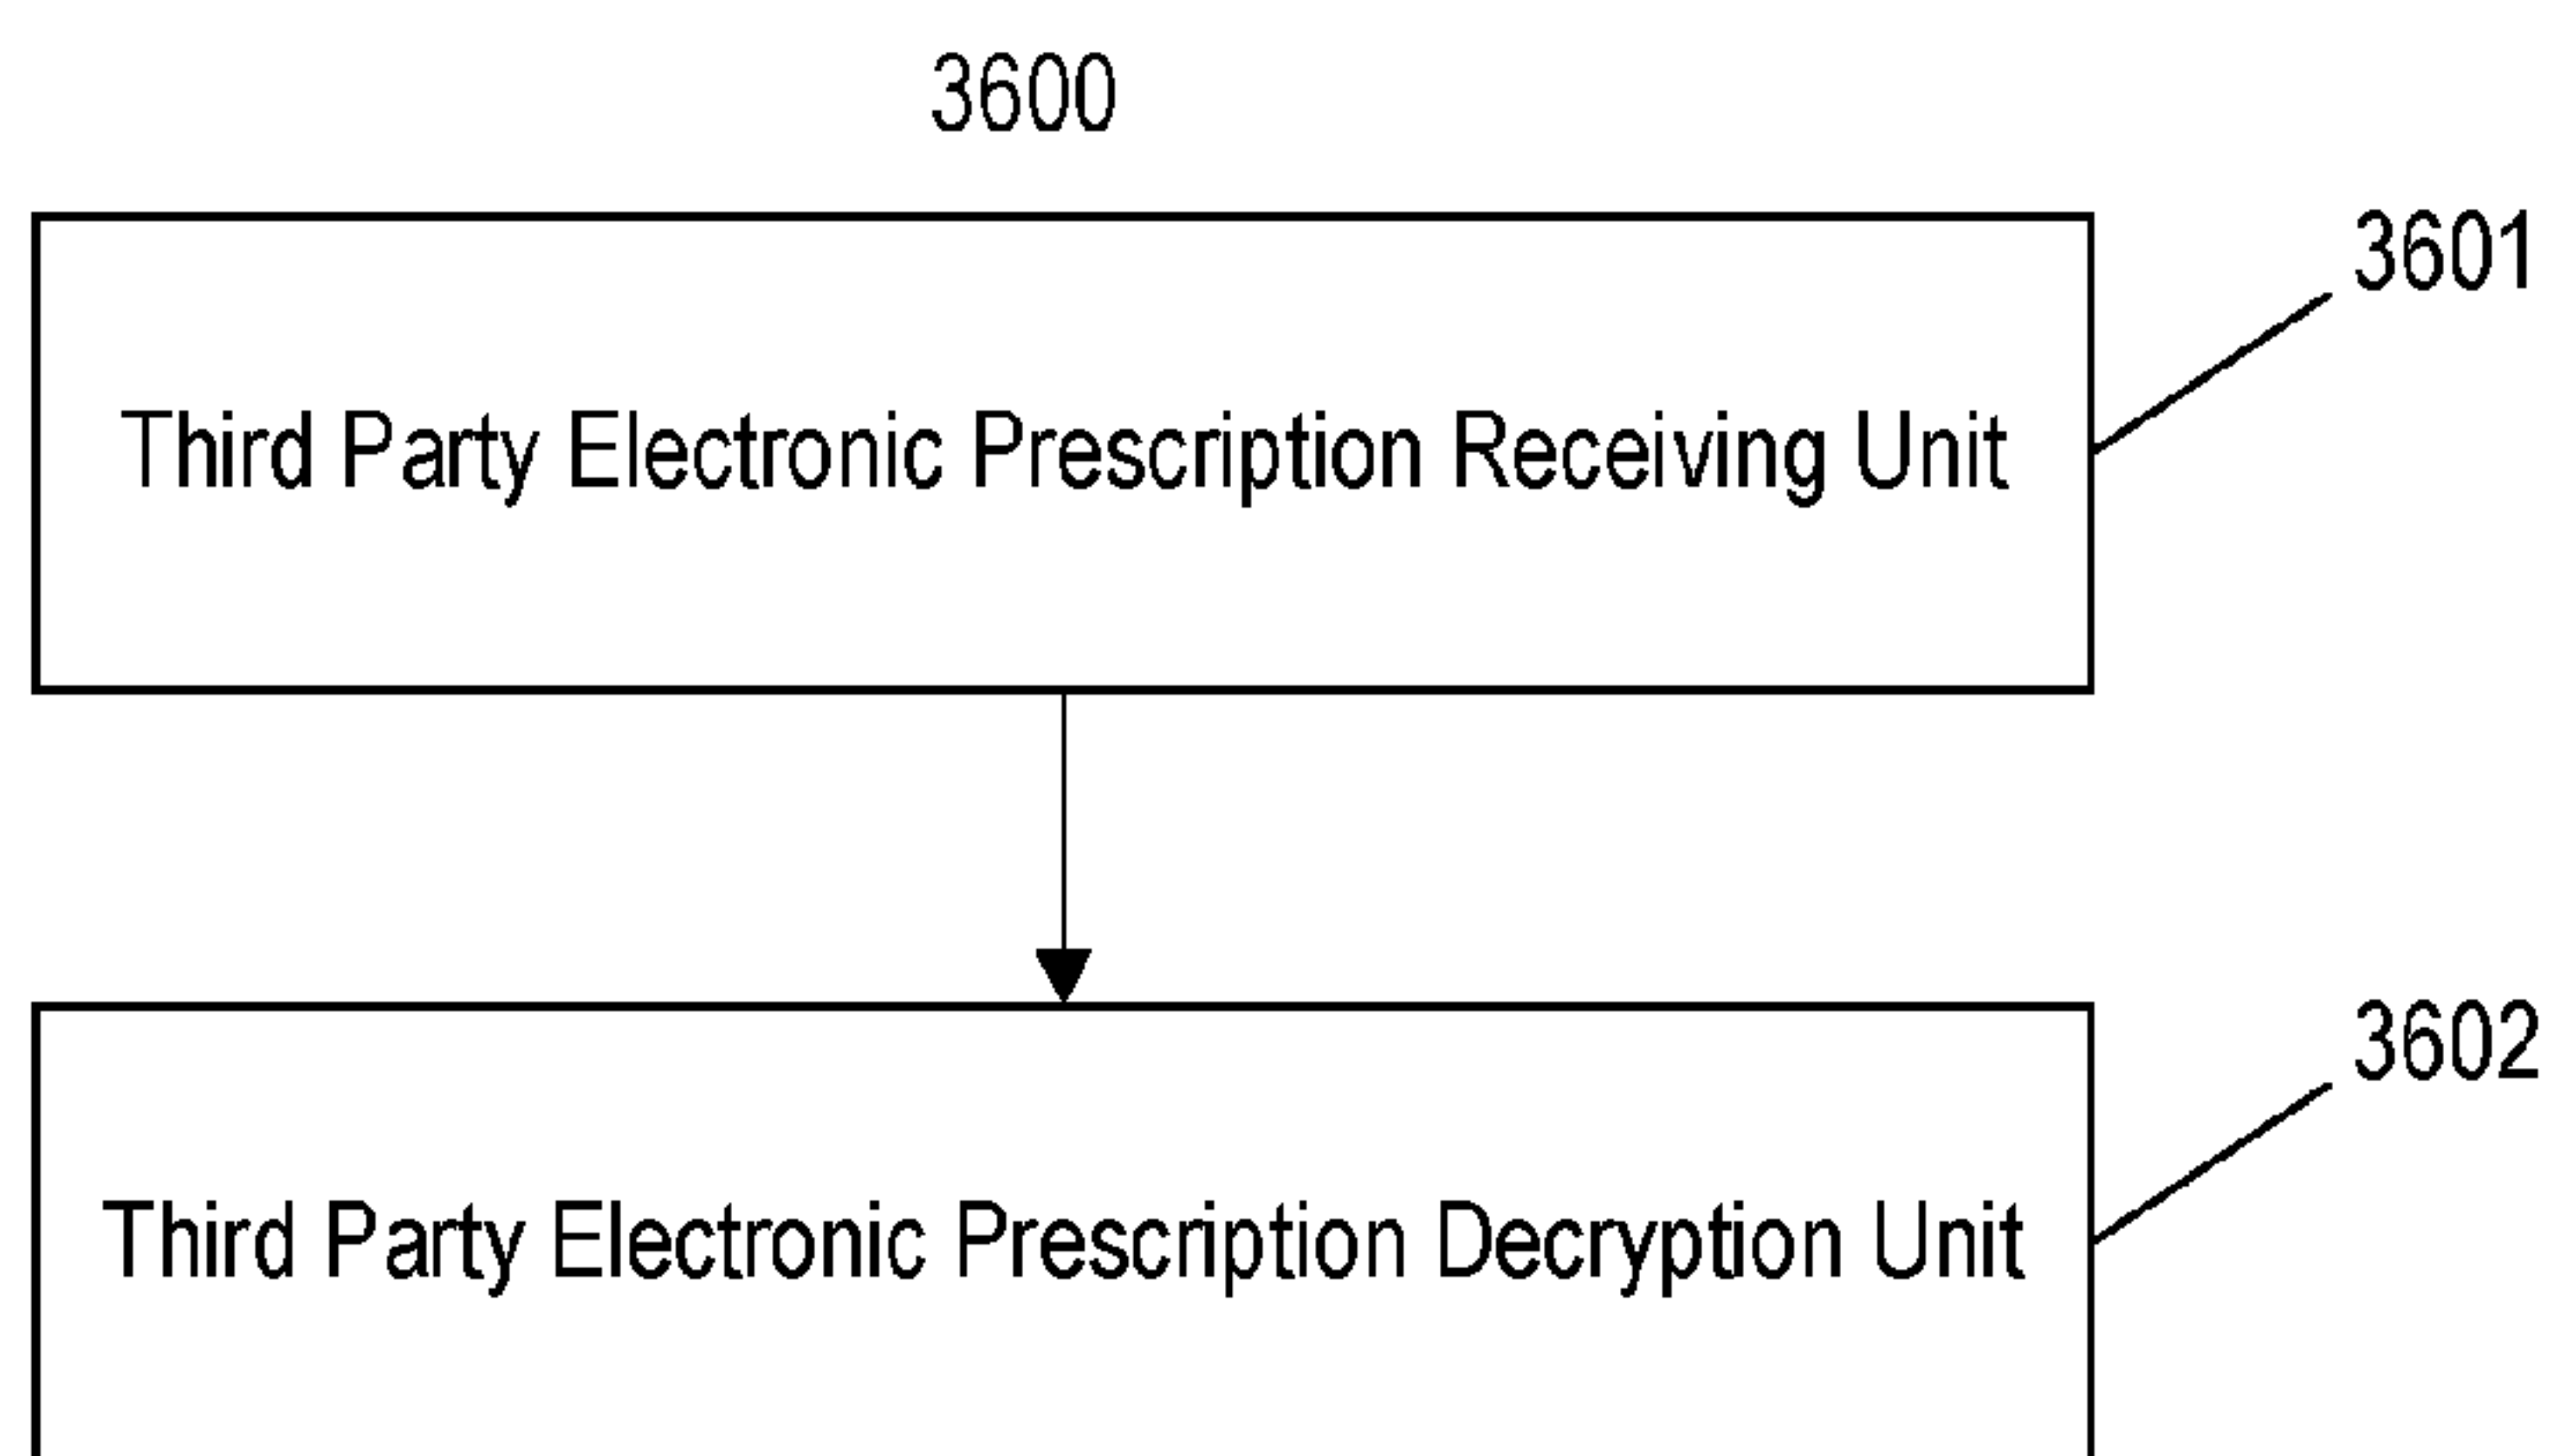 3600
3601
Third Party Electronic Prescription Receiving Unit
3602
Third Party Electronic Prescription Decryption Unit